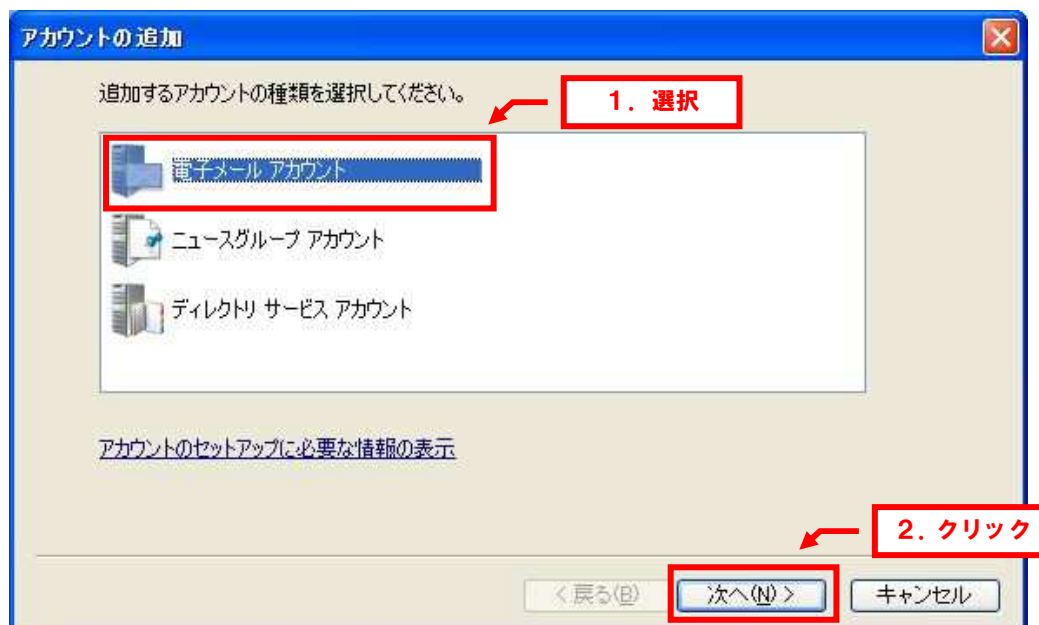 アカウントの追加
追加するアカウントの種類を選択してください。
1. 選択
電子メール アカウント
ニュースグループ アカウント
ディレクトリ サービス アカウント
アカウントのセットアップに必要な情報の表示
2. クリック
< 戻る(B)
次へ(N) >
キャンセル